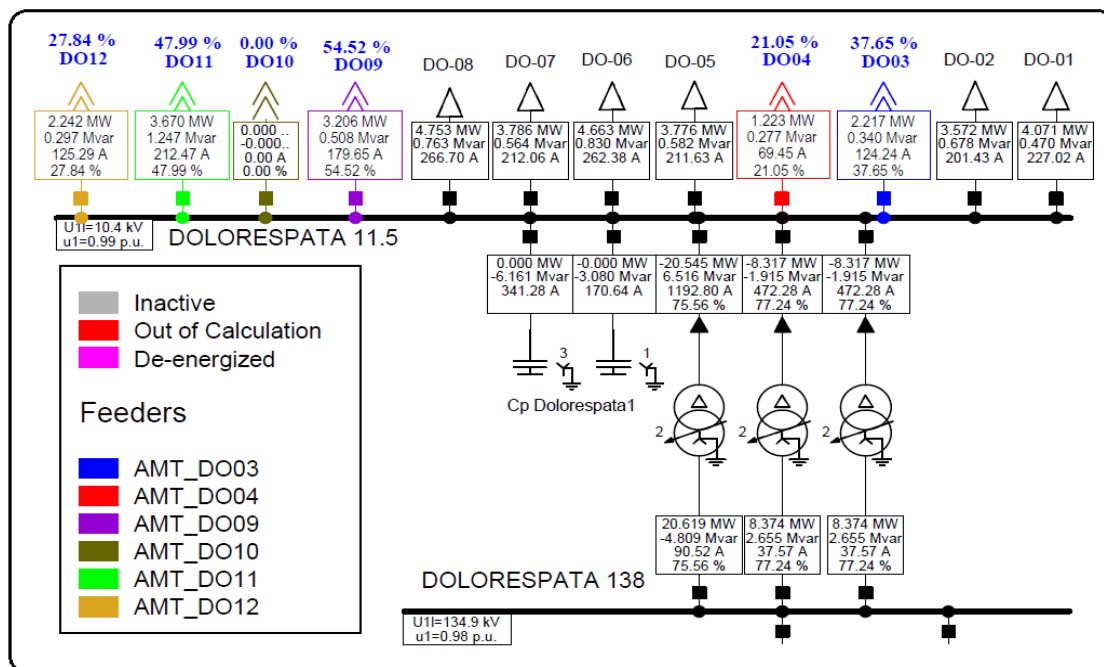 27.84 %
DO12
47.99 %
DO11
0.00 %
DO10
54.52 %
DO09
DO-08
DO-07
DO-06
DO-05
21.05 %
DO04
37.65 %
DO03
DO-02
DO-01
2.242 MW
0.297 Mvar
125.29 A
27.84 %
3.670 MW
1.247 Mvar
212.47 A
47.99 %
0.000 ..
-0.000..
0.00 A
0.00 %
3.206 MW
0.508 Mvar
179.65 A
54.52 %
4.753 MW
0.763 Mvar
266.70 A
3.786 MW
0.564 Mvar
212.06 A
4.663 MW
0.830 Mvar
262.38 A
3.776 MW
0.582 Mvar
211.63 A
1.223 MW
0.277 Mvar
69.45 A
21.05 %
2.217 MW
0.340 Mvar
124.24 A
37.65 %
3.572 MW
0.678 Mvar
201.43 A
4.071 MW
0.470 Mvar
227.02 A
U1l=10.4 kV
u1=0.99 p.u.
DOLORESPATA 11.5
0.000 MW
-6.161 Mvar
341.28 A
-0.000 MW
-3.080 Mvar
170.64 A
-20.545 MW
6.516 Mvar
1192.80 A
75.56 %
-8.317 MW
-1.915 Mvar
472.28 A
77.24 %
-8.317 MW
-1.915 Mvar
472.28 A
77.24 %
Inactive
Out of Calculation
De-energized
Feeders
AMT_DO03
AMT_DO04
AMT_DO09
AMT_DO10
AMT_DO11
AMT_DO12
3
1
Cp Dolorespata1
2
2
2
20.619 MW
-4.809 Mvar
90.52 A
75.56 %
8.374 MW
2.655 Mvar
37.57 A
77.24 %
8.374 MW
2.655 Mvar
37.57 A
77.24 %
DOLORESPATA 138
U1l=134.9 kV
u1=0.98 p.u.